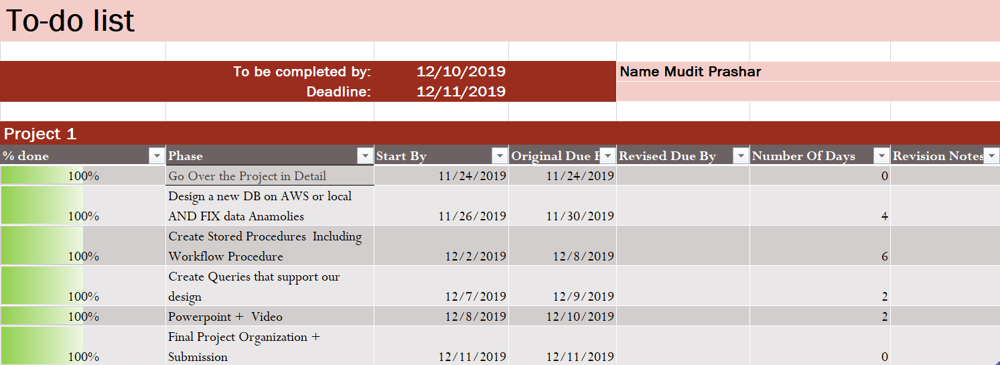 To-do list
To be completed by: 12/10/2019 Name Mudit Prashar
Deadline: 12/11/2019
Project 1
% done Phase Start By Original Due Revised Due By Number Of Days Revision Notes
100% Go Over the Project in Detail 11/24/2019 11/24/2019 0
Design a new DB on AWS or local
100% AND FIX data Anamolies 11/26/2019 11/30/2019 4
Create Stored Procedures Including
100% Workflow Procedure 12/2/2019 12/8/2019 6
Create Queries that support our
100% design 12/7/2019 12/9/2019 2
100% Powerpoint + Video 12/8/2019 12/10/2019 2
Final Project Organization +
100% Submission 12/11/2019 12/11/2019 0